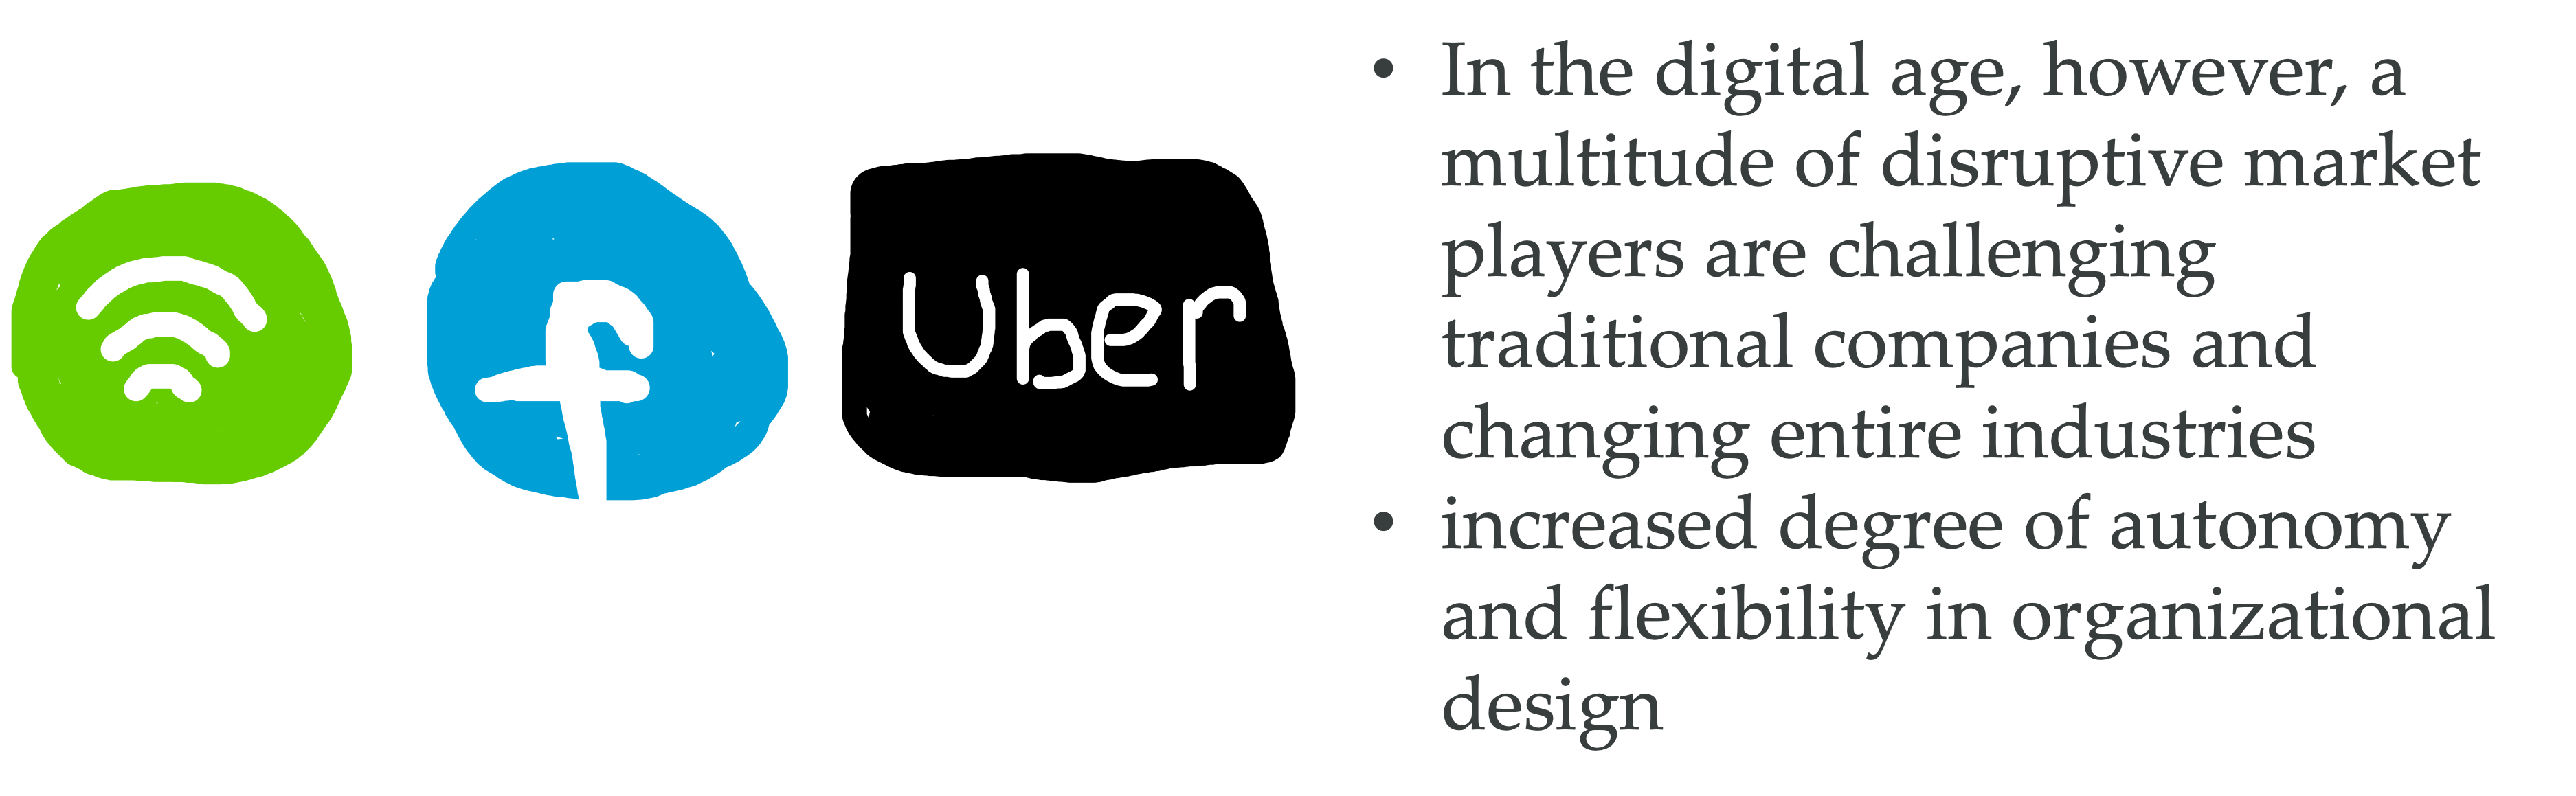 f
Uber
• In the digital age, however, a
multitude of disruptive market
players are challenging
traditional companies and
changing entire industries
• increased degree of autonomy
and flexibility in organizational
design